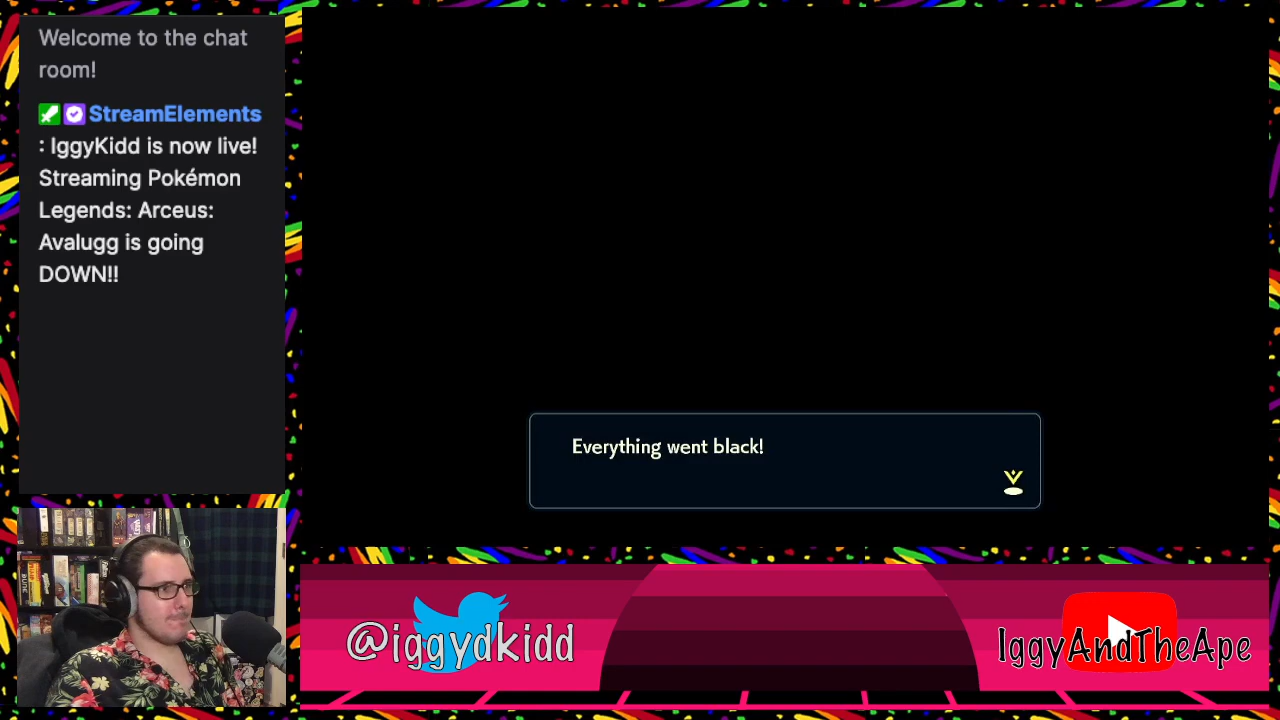 Welcome to the chat
room!
StreamElements
: IggyKidd is now live!
Streaming Pokémon
Legends: Arceus:
Avalugg is going
DOWN!!
Everything went black!
@iggydkidd
IggyAndTheApe